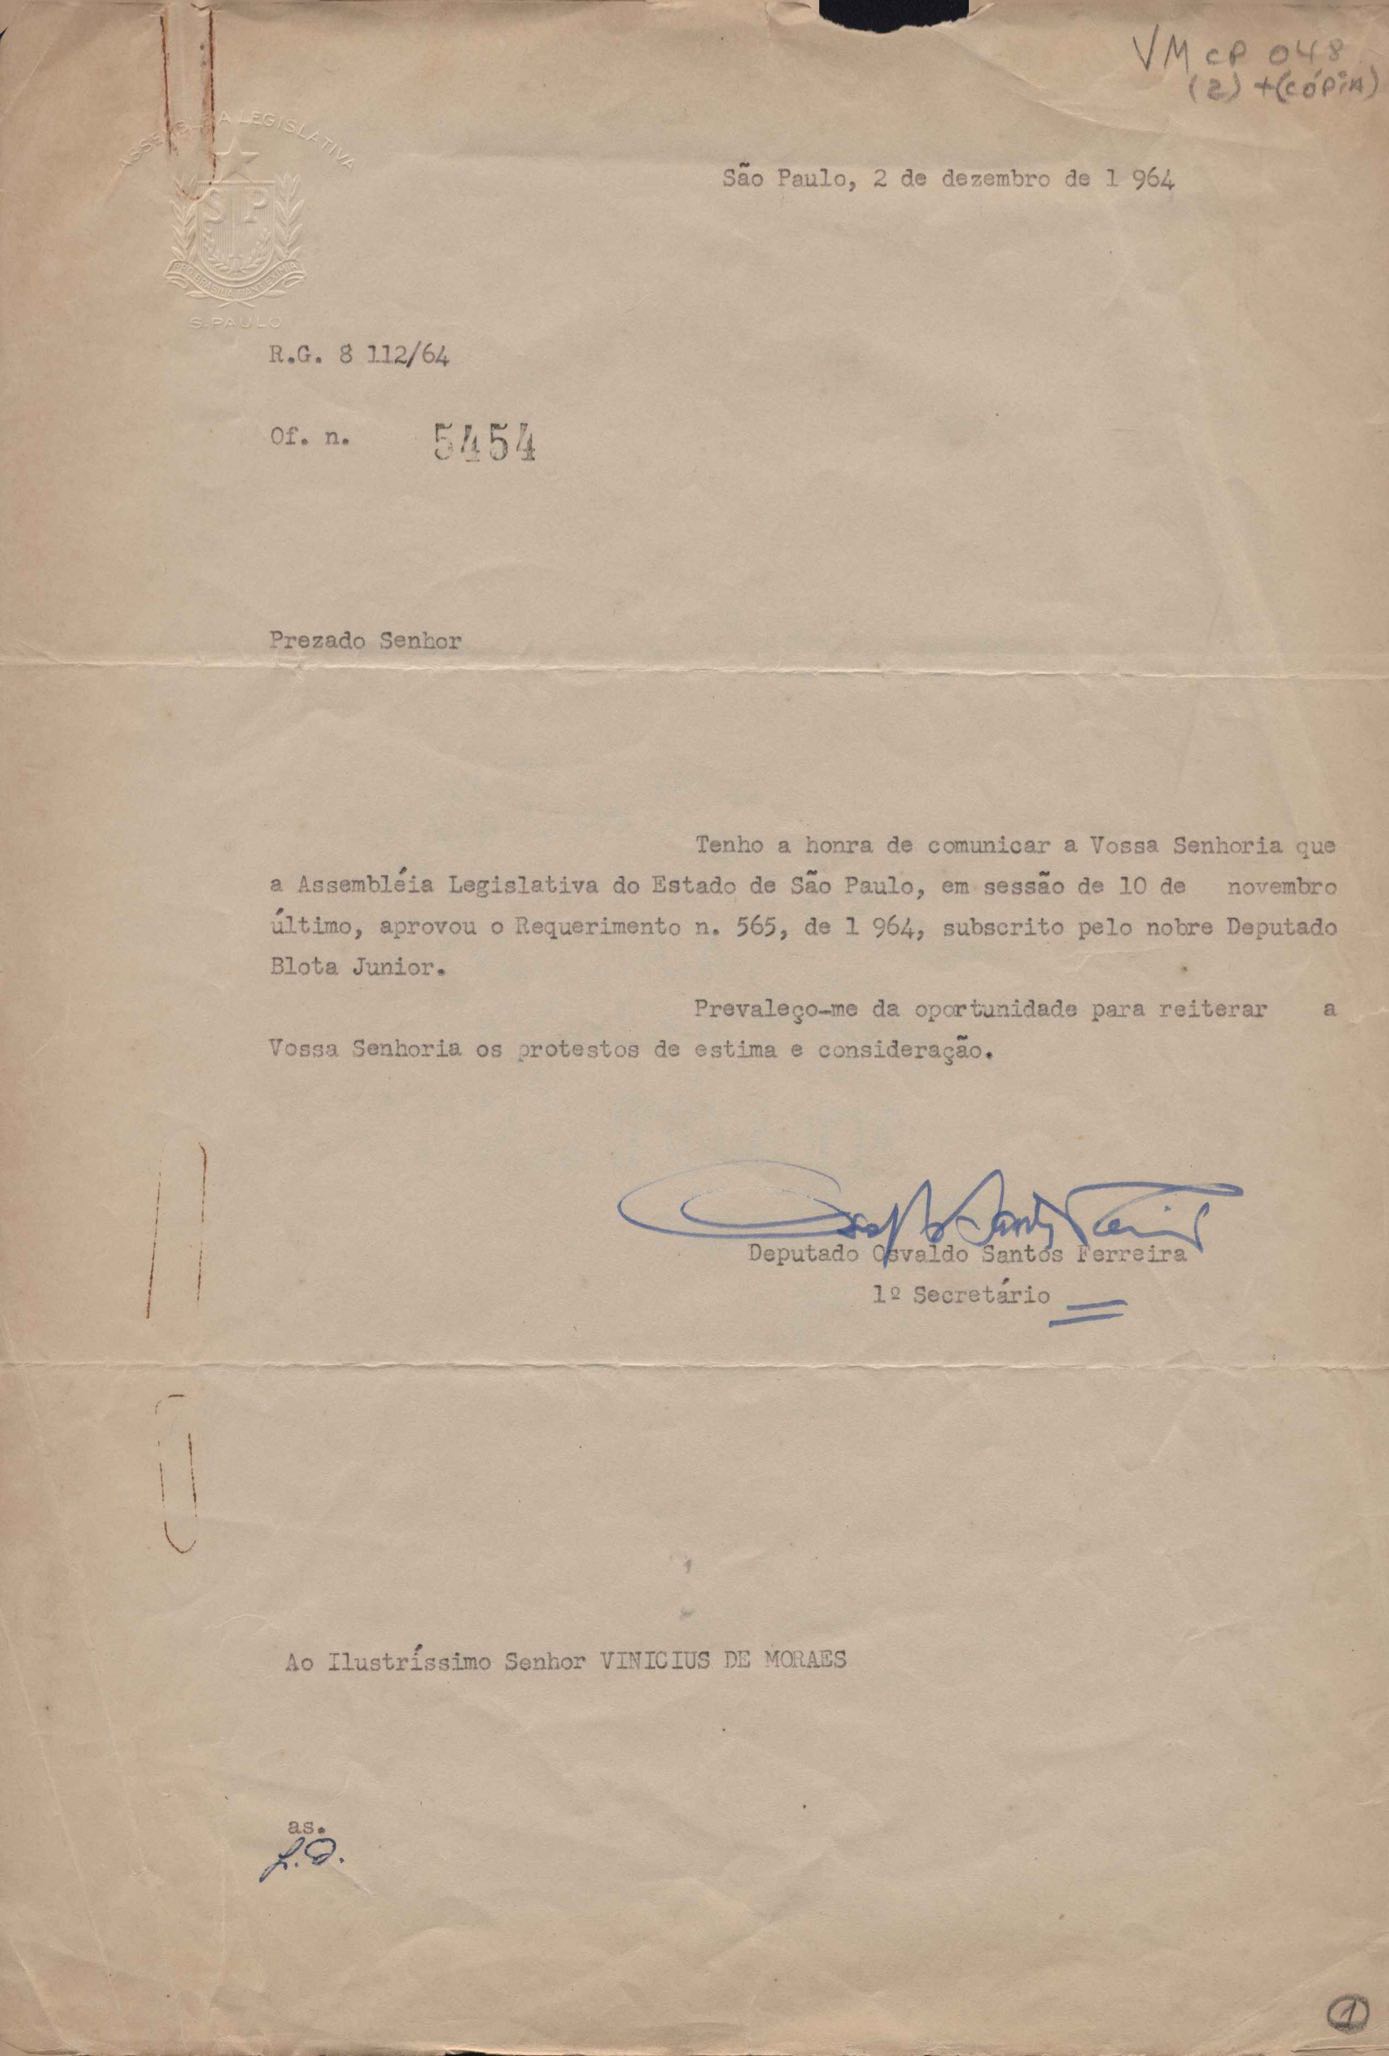 VM CP 048
(2) + (CÓPIA)
ASSEMBLEIA LEGISLATIVA
São Paulo, 2 de dezembro de 1 964
SP
S. PAULO
R.G. 8 112/64
Of. n. 5454
Prezado Senhor
Tenho a honra de comunicar a Vossa Senhoria que
a Assembléia Legislativa do Estado de São Paulo, em sessão de 10 de novembro
último, aprovou o Requerimento n. 565, de 1 964, subscrito pelo nobre Deputado
Blota Junior.
Prevaleço-me da oportunidade para reiterar a
Vossa Senhoria os protestos de estima e consideração.
Deputado Osvaldo Santos Ferreira
1º Secretário
Ao Ilustríssimo Senhor VINICIUS DE MORAES
as.
1